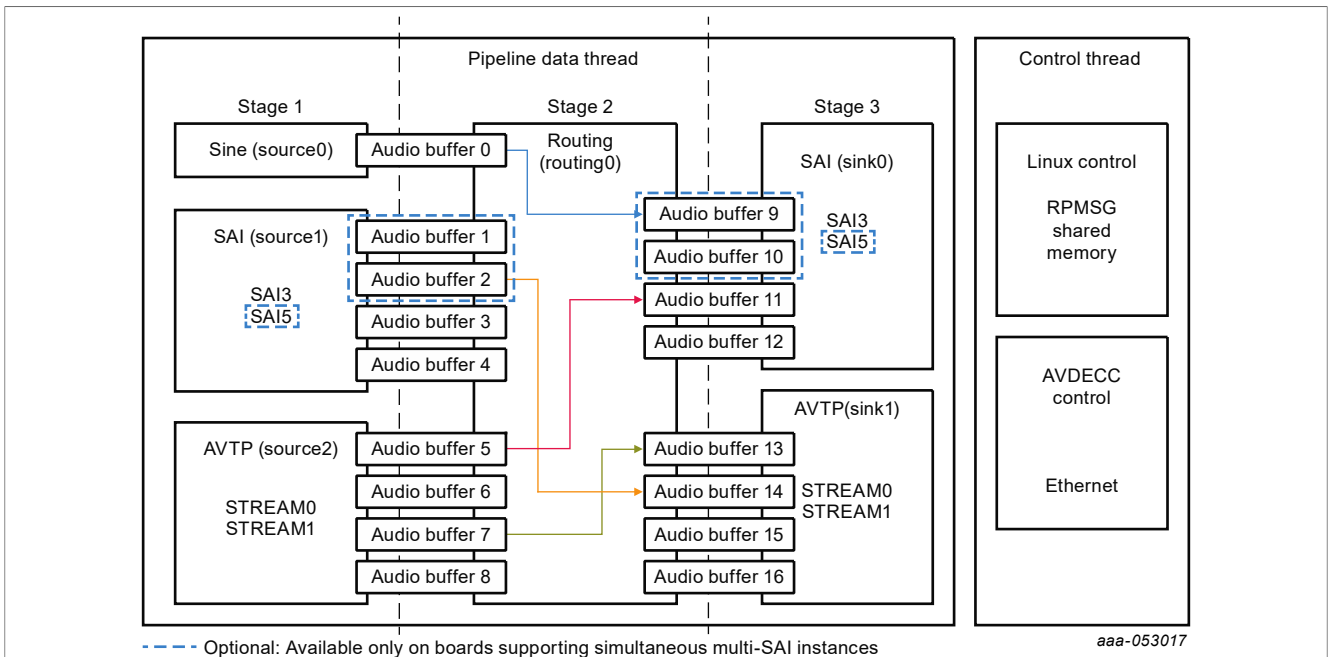 Pipeline data thread
Control thread
Stage 1
Stage 2
Stage 3
Sine (source0)
Audio buffer 0
Routing
(routing0)
SAI (sink0)
SAI3
SAI5
Audio buffer 9
Audio buffer 10
Audio buffer 11
Audio buffer 12
SAI (source1)
SAI3
SAI5
Audio buffer 1
Audio buffer 2
Audio buffer 3
Audio buffer 4
AVTP (source2)
STREAM0
STREAM1
Audio buffer 5
Audio buffer 6
Audio buffer 7
Audio buffer 8
AVTP(sink1)
Audio buffer 13
Audio buffer 14
Audio buffer 15
Audio buffer 16
STREAM0
STREAM1
Linux control
RPMSG
shared
memory
AVDECC
control
Ethernet
Optional: Available only on boards supporting simultaneous multi-SAI instances
aaa-053017